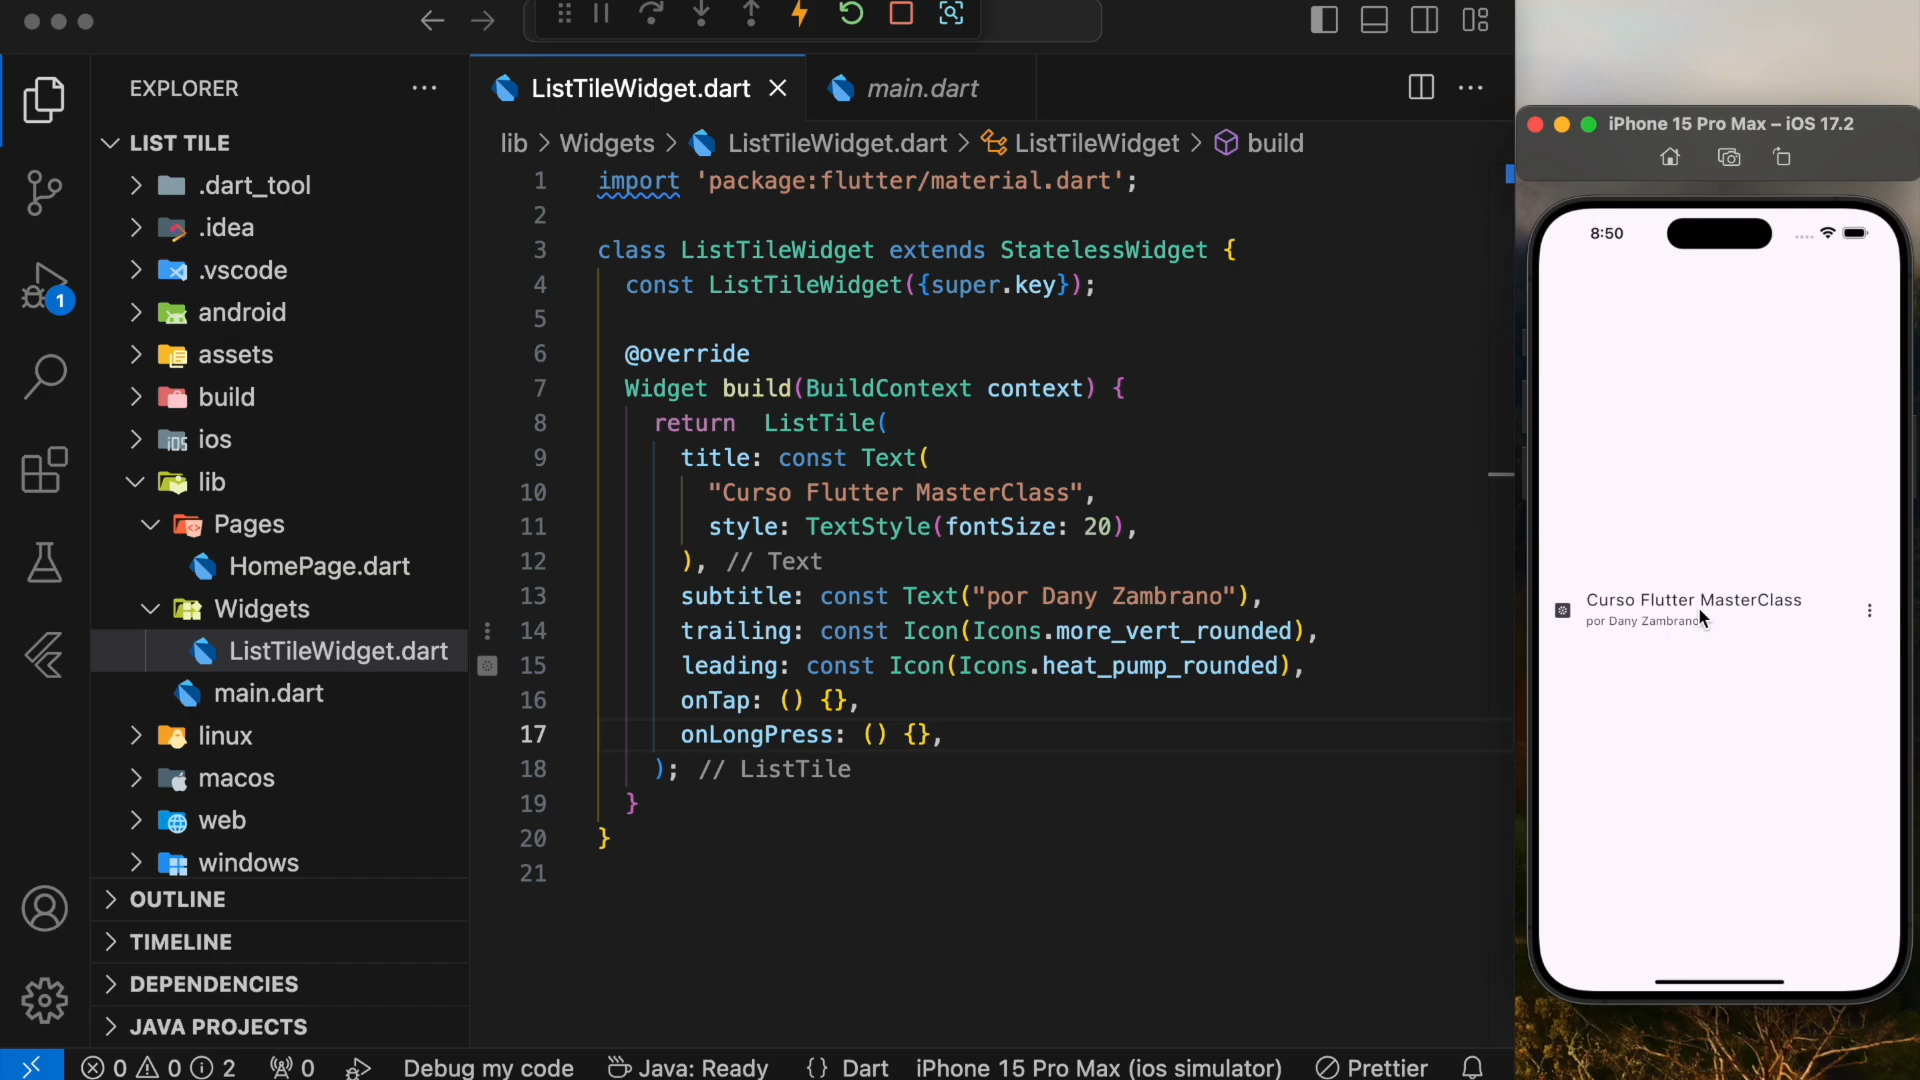 EXPLORER
LIST TILE
.dart_tool
.idea
.vscode
android
assets
build
ios
lib
Pages
HomePage.dart
Widgets
ListTileWidget.dart
main.dart
linux
macos
web
windows
OUTLINE
TIMELINE
DEPENDENCIES
JAVA PROJECTS
1
ListTileWidget.dart
main.dart
lib > Widgets > ListTileWidget.dart > ListTileWidget > build
1 import 'package:flutter/material.dart';
2
3 class ListTileWidget extends StatelessWidget {
4 const ListTileWidget({super.key});
5
6 @override
7 Widget build(BuildContext context) {
8 return  ListTile(
9 title: const Text(
10 "Curso Flutter MasterClass",
11 style: TextStyle(fontSize: 20),
12 ), // Text
13 subtitle: const Text("por Dany Zambrano"),
14 trailing: const Icon(Icons.more_vert_rounded),
15 leading: const Icon(Icons.heat_pump_rounded),
16 onTap: () {},
17 onLongPress: () {},
18 ); // ListTile
19 }
20 }
21
iPhone 15 Pro Max – iOS 17.2
8:50
Curso Flutter MasterClass
por Dany Zambrano
0 0 2 0 Debug my code Java: Ready {} Dart iPhone 15 Pro Max (ios simulator) Prettier